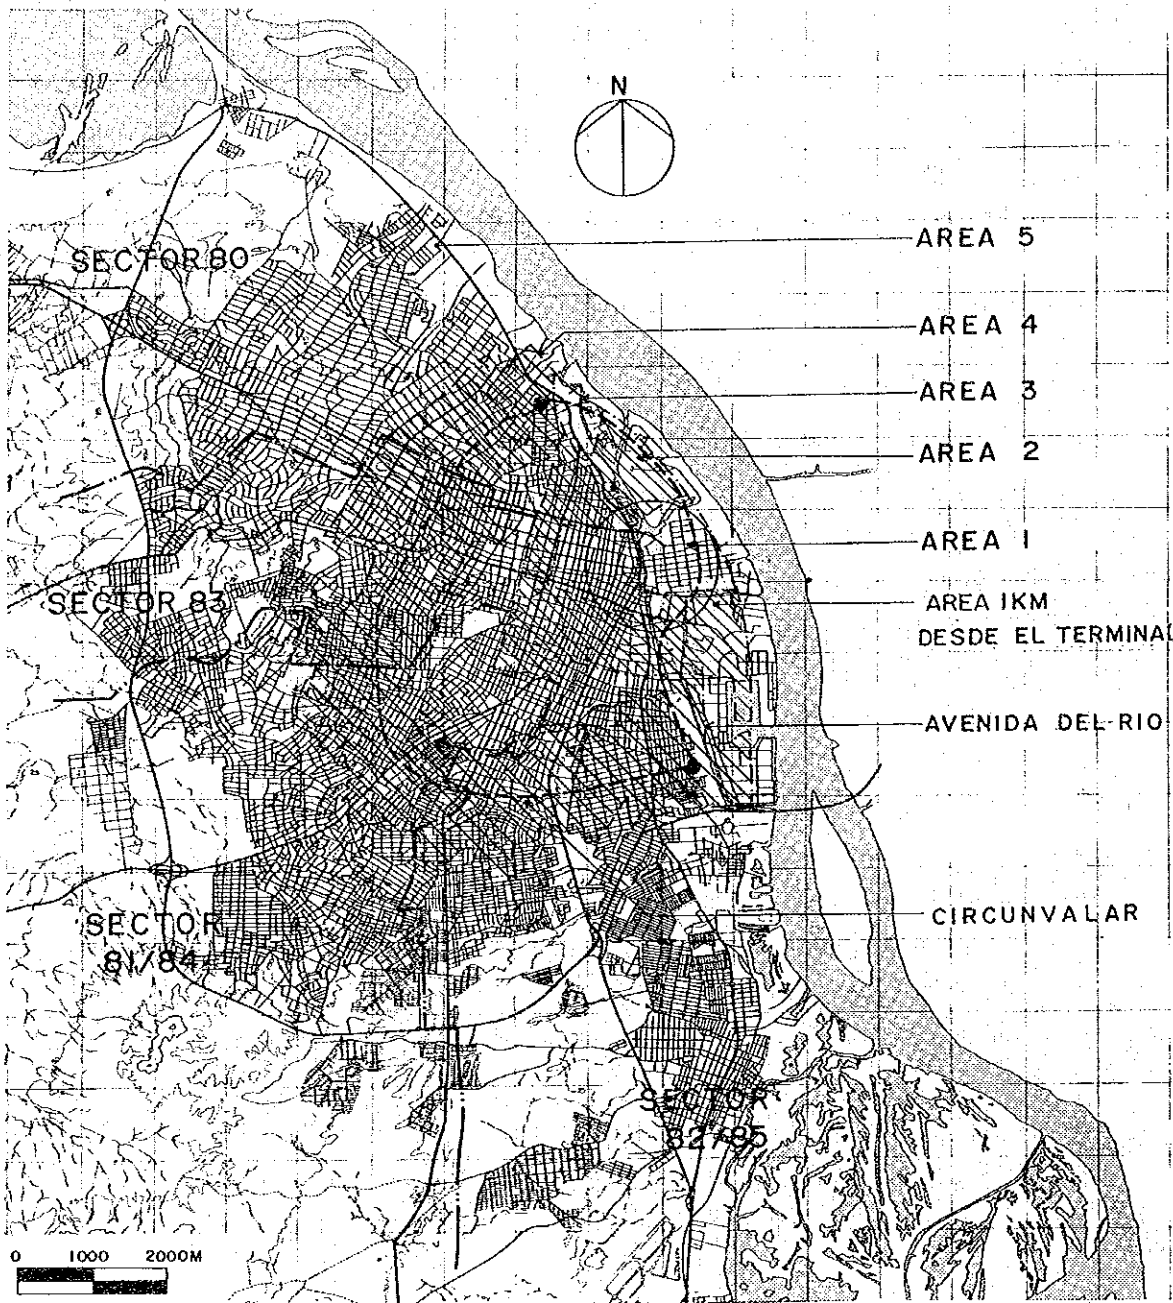 N
AREA 5
SECTOR 80
AREA 4
AREA 3
AREA 2
AREA 1
SECTOR 83
AREA 1KM
DESDE EL TERMINAL
AVENIDA DEL RIO
SECTOR
81/84
CIRCUNVALAR
SECTOR
82+85
0 1000 2000M